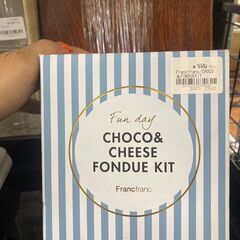 Fun day
CHOCO&
CHEESE
FONDUE KIT
Francfranc